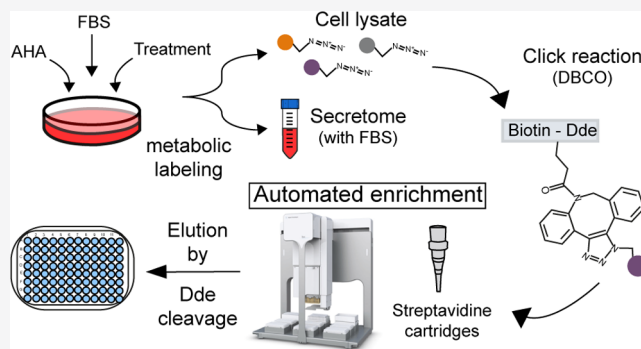 FBS
AHA
Treatment
metabolic
labeling
Cell lysate
N=N=N
N=N=N
N=N=N
Secretome
(with FBS)
Click reaction
(DBCO)
Biotin - Dde
O
N
N
N=N
Automated enrichment
Streptavidine
cartridges
Elution
by
Dde
cleavage